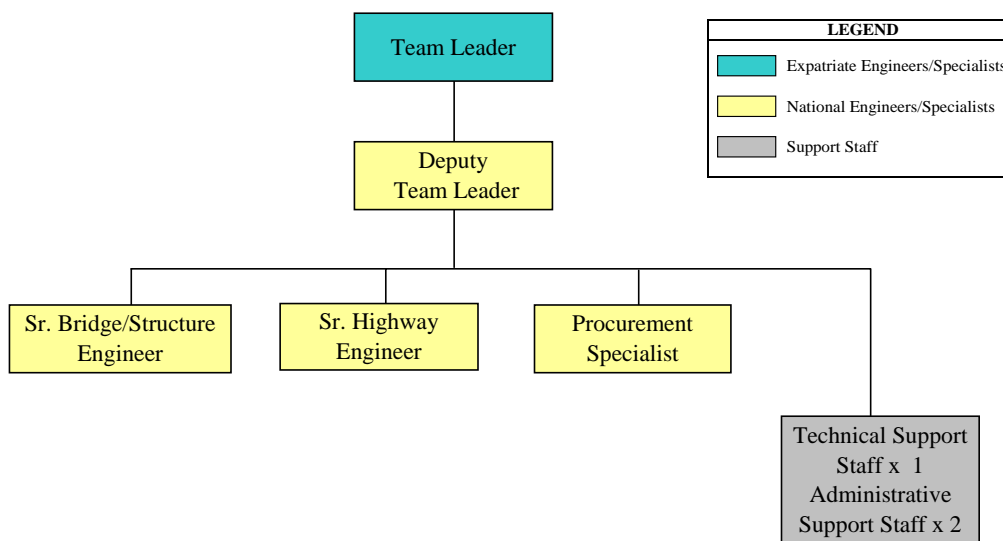 Team Leader
LEGEND
Expatriate Engineers/Specialists
National Engineers/Specialists
Support Staff
Deputy
Team Leader
Sr. Bridge/Structure
Engineer
Sr. Highway
Engineer
Procurement
Specialist
Technical Support
Staff x 1
Administrative
Support Staff x 2